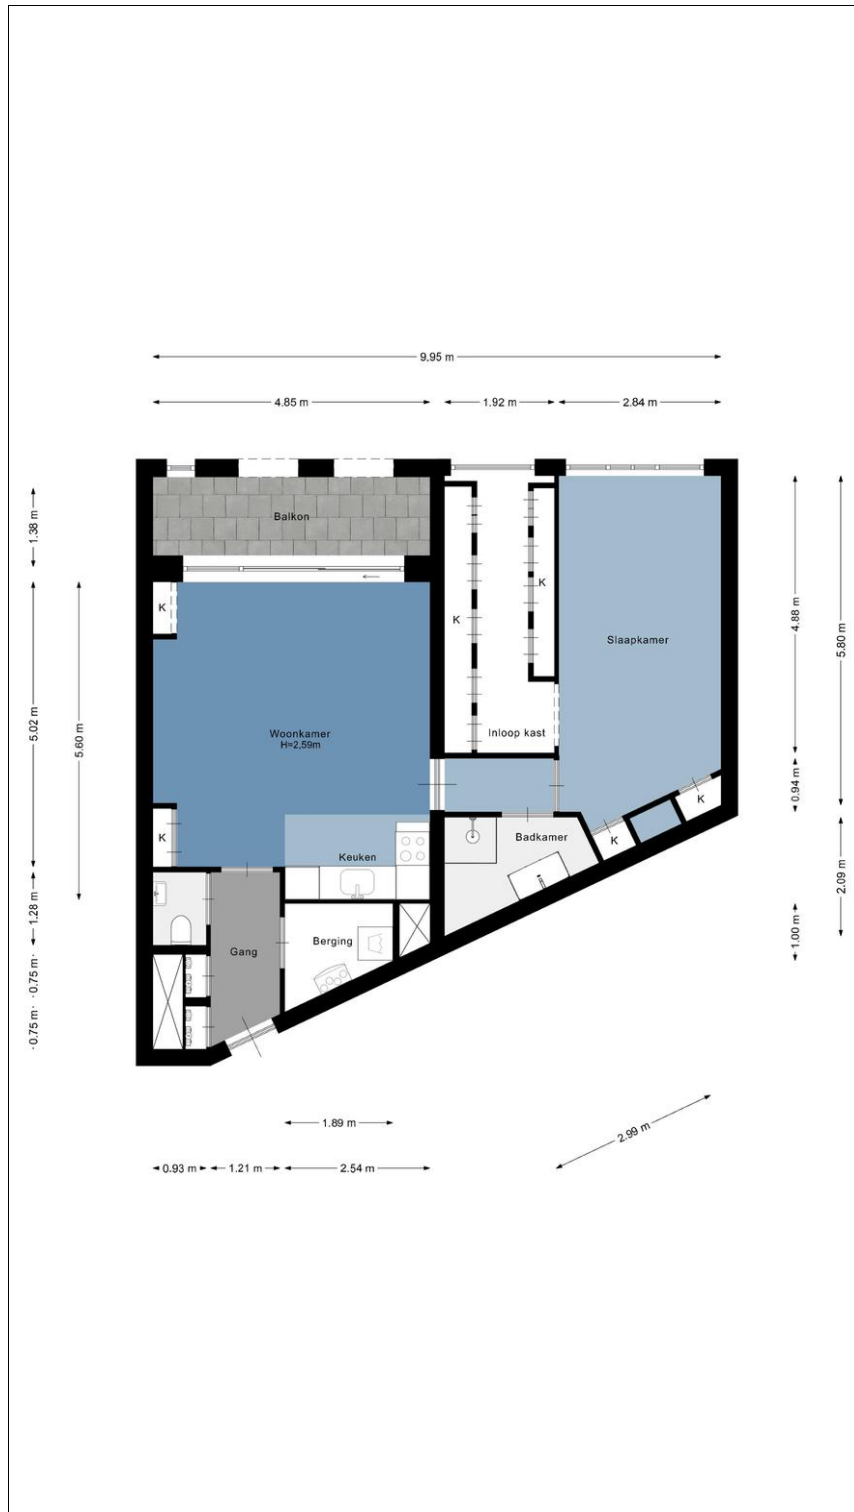 9.95 m
4.85 m
1.92 m
2.84 m
Balkon
1.38 m
K
K
K
4.88 m
5.80 m
Slaapkamer
5.02 m
5.60 m
Woonkamer
H=2,59m
Inloop kast
0.94 m
K
K
K
Badkamer
Keuken
2.09 m
1.28 m
1.00 m
Berging
Gang
0.75 m
0.75 m
1.89 m
2.99 m
0.93 m
1.21 m
2.54 m